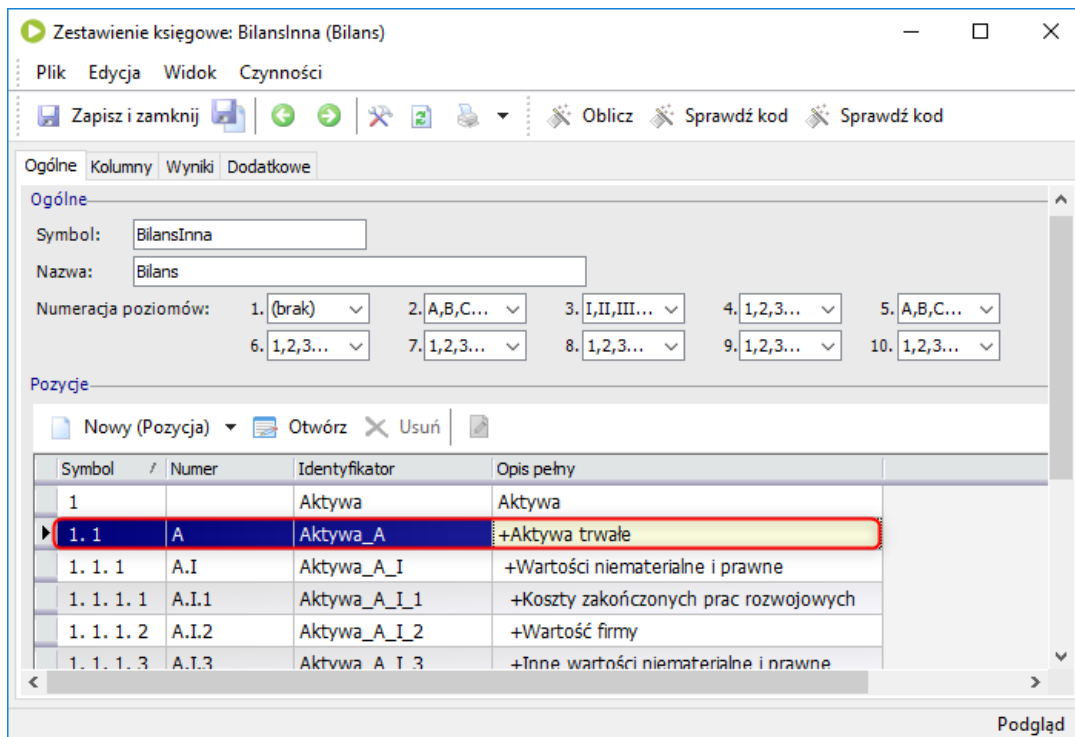 Zestawienie księgowe: BilansInna (Bilans)
Plik Edycja Widok Czynności
Zapisz i zamknij Oblicz Sprawdź kod Sprawdź kod
Ogólne Kolumny Wyniki Dodatkowe
Ogólne
Symbol: BilansInna
Nazwa: Bilans
Numeracja poziomów: 1. (brak) 2. A,B,C... 3. I,II,III... 4. 1,2,3... 5. A,B,C...
6. 1,2,3... 7. 1,2,3... 8. 1,2,3... 9. 1,2,3... 10. 1,2,3...
Pozycje
Nowy (Pozycja) Otwórz Usuń
Symbol / Numer Identyfikator Opis pełny
1 Aktywa Aktywa
1. 1 A Aktywa_A +Aktywa trwałe
1. 1. 1 A.I Aktywa_A_I +Wartości niematerialne i prawne
1. 1. 1. 1 A.I.1 Aktywa_A_I_1 +Koszty zakończonych prac rozwojowych
1. 1. 1. 2 A.I.2 Aktywa_A_I_2 +Wartość firmy
1. 1. 1. 3 A.I.3 Aktywa_A_I_3 +Inne wartości niematerialne i prawne
Podgląd